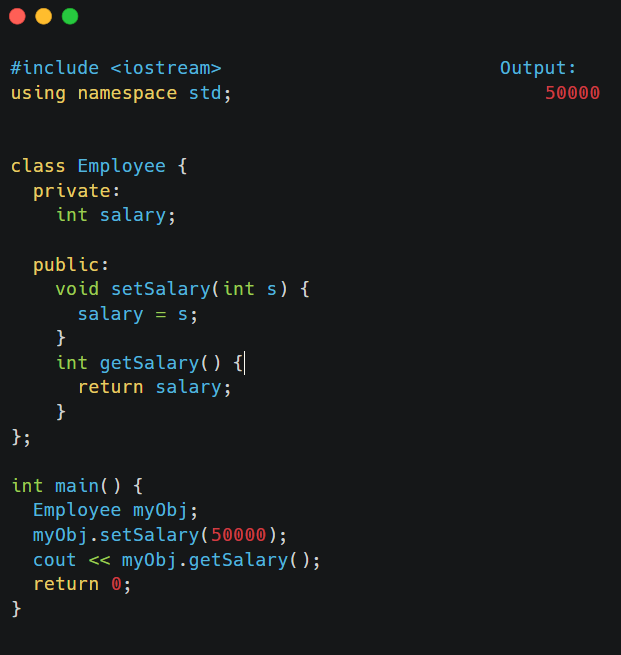 #include <iostream>
Output:
using namespace std;
50000
class Employee {
  private:
    int salary;
  public:
    void setSalary(int s) {
      salary = s;
    }
    int getSalary() {
      return salary;
    }
};
int main() {
  Employee myObj;
  myObj.setSalary(50000);
  cout << myObj.getSalary();
  return 0;
}